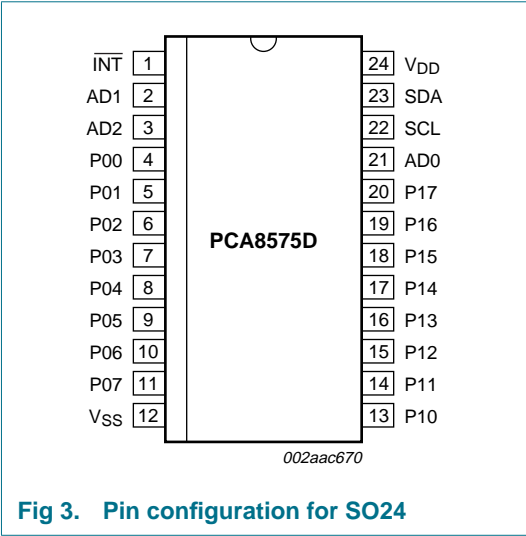 INT 1 24 VDD
AD1 2 23 SDA
AD2 3 22 SCL
P00 4 21 AD0
P01 5 20 P17
P02 6 19 P16
PCA8575D
P03 7 18 P15
P04 8 17 P14
P05 9 16 P13
P06 10 15 P12
P07 11 14 P11
VSS 12 13 P10
002aac670
Fig 3. Pin configuration for SO24